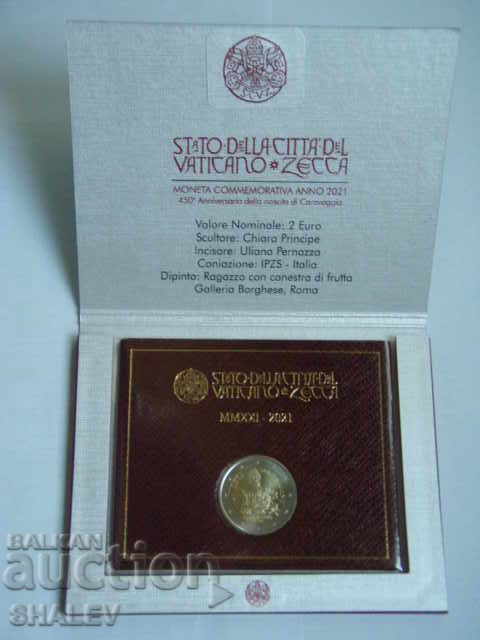 SCV
STATO·DELLA CITTÀ·DEL
VATICANO★ZECCA
MONETA COMMEMORATIVA ANNO 2021
450° Anniversario della nascita di Caravaggio
Valore Nominale: 2 Euro
Scultore: Chiara Principe
Incisore: Uliana Pernazza
Coniazione: IPZS - Italia
Dipinto: Ragazzo con canestra di frutta
Galleria Borghese, Roma
STATO·DELLA CITTÀ·DEL
VATICANO★ZECCA
MMXXI - 2021
BALKAN
auction
SHALEV